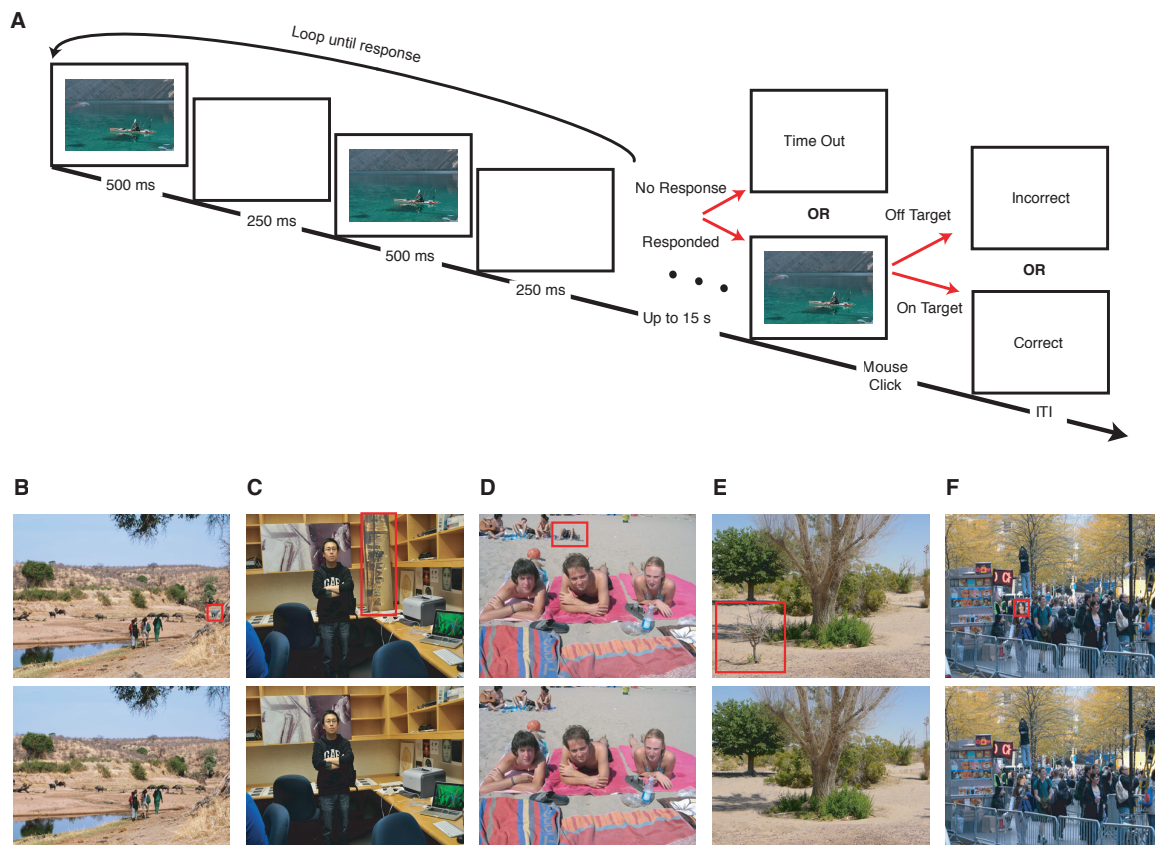 A
Loop until response
500 ms
250 ms
500 ms
250 ms
Up to 15 s
No Response
Responded
Time Out
OR
Mouse
Click
Off Target
On Target
Incorrect
OR
Correct
ITI
B
C
D
E
F
GAP
GAP